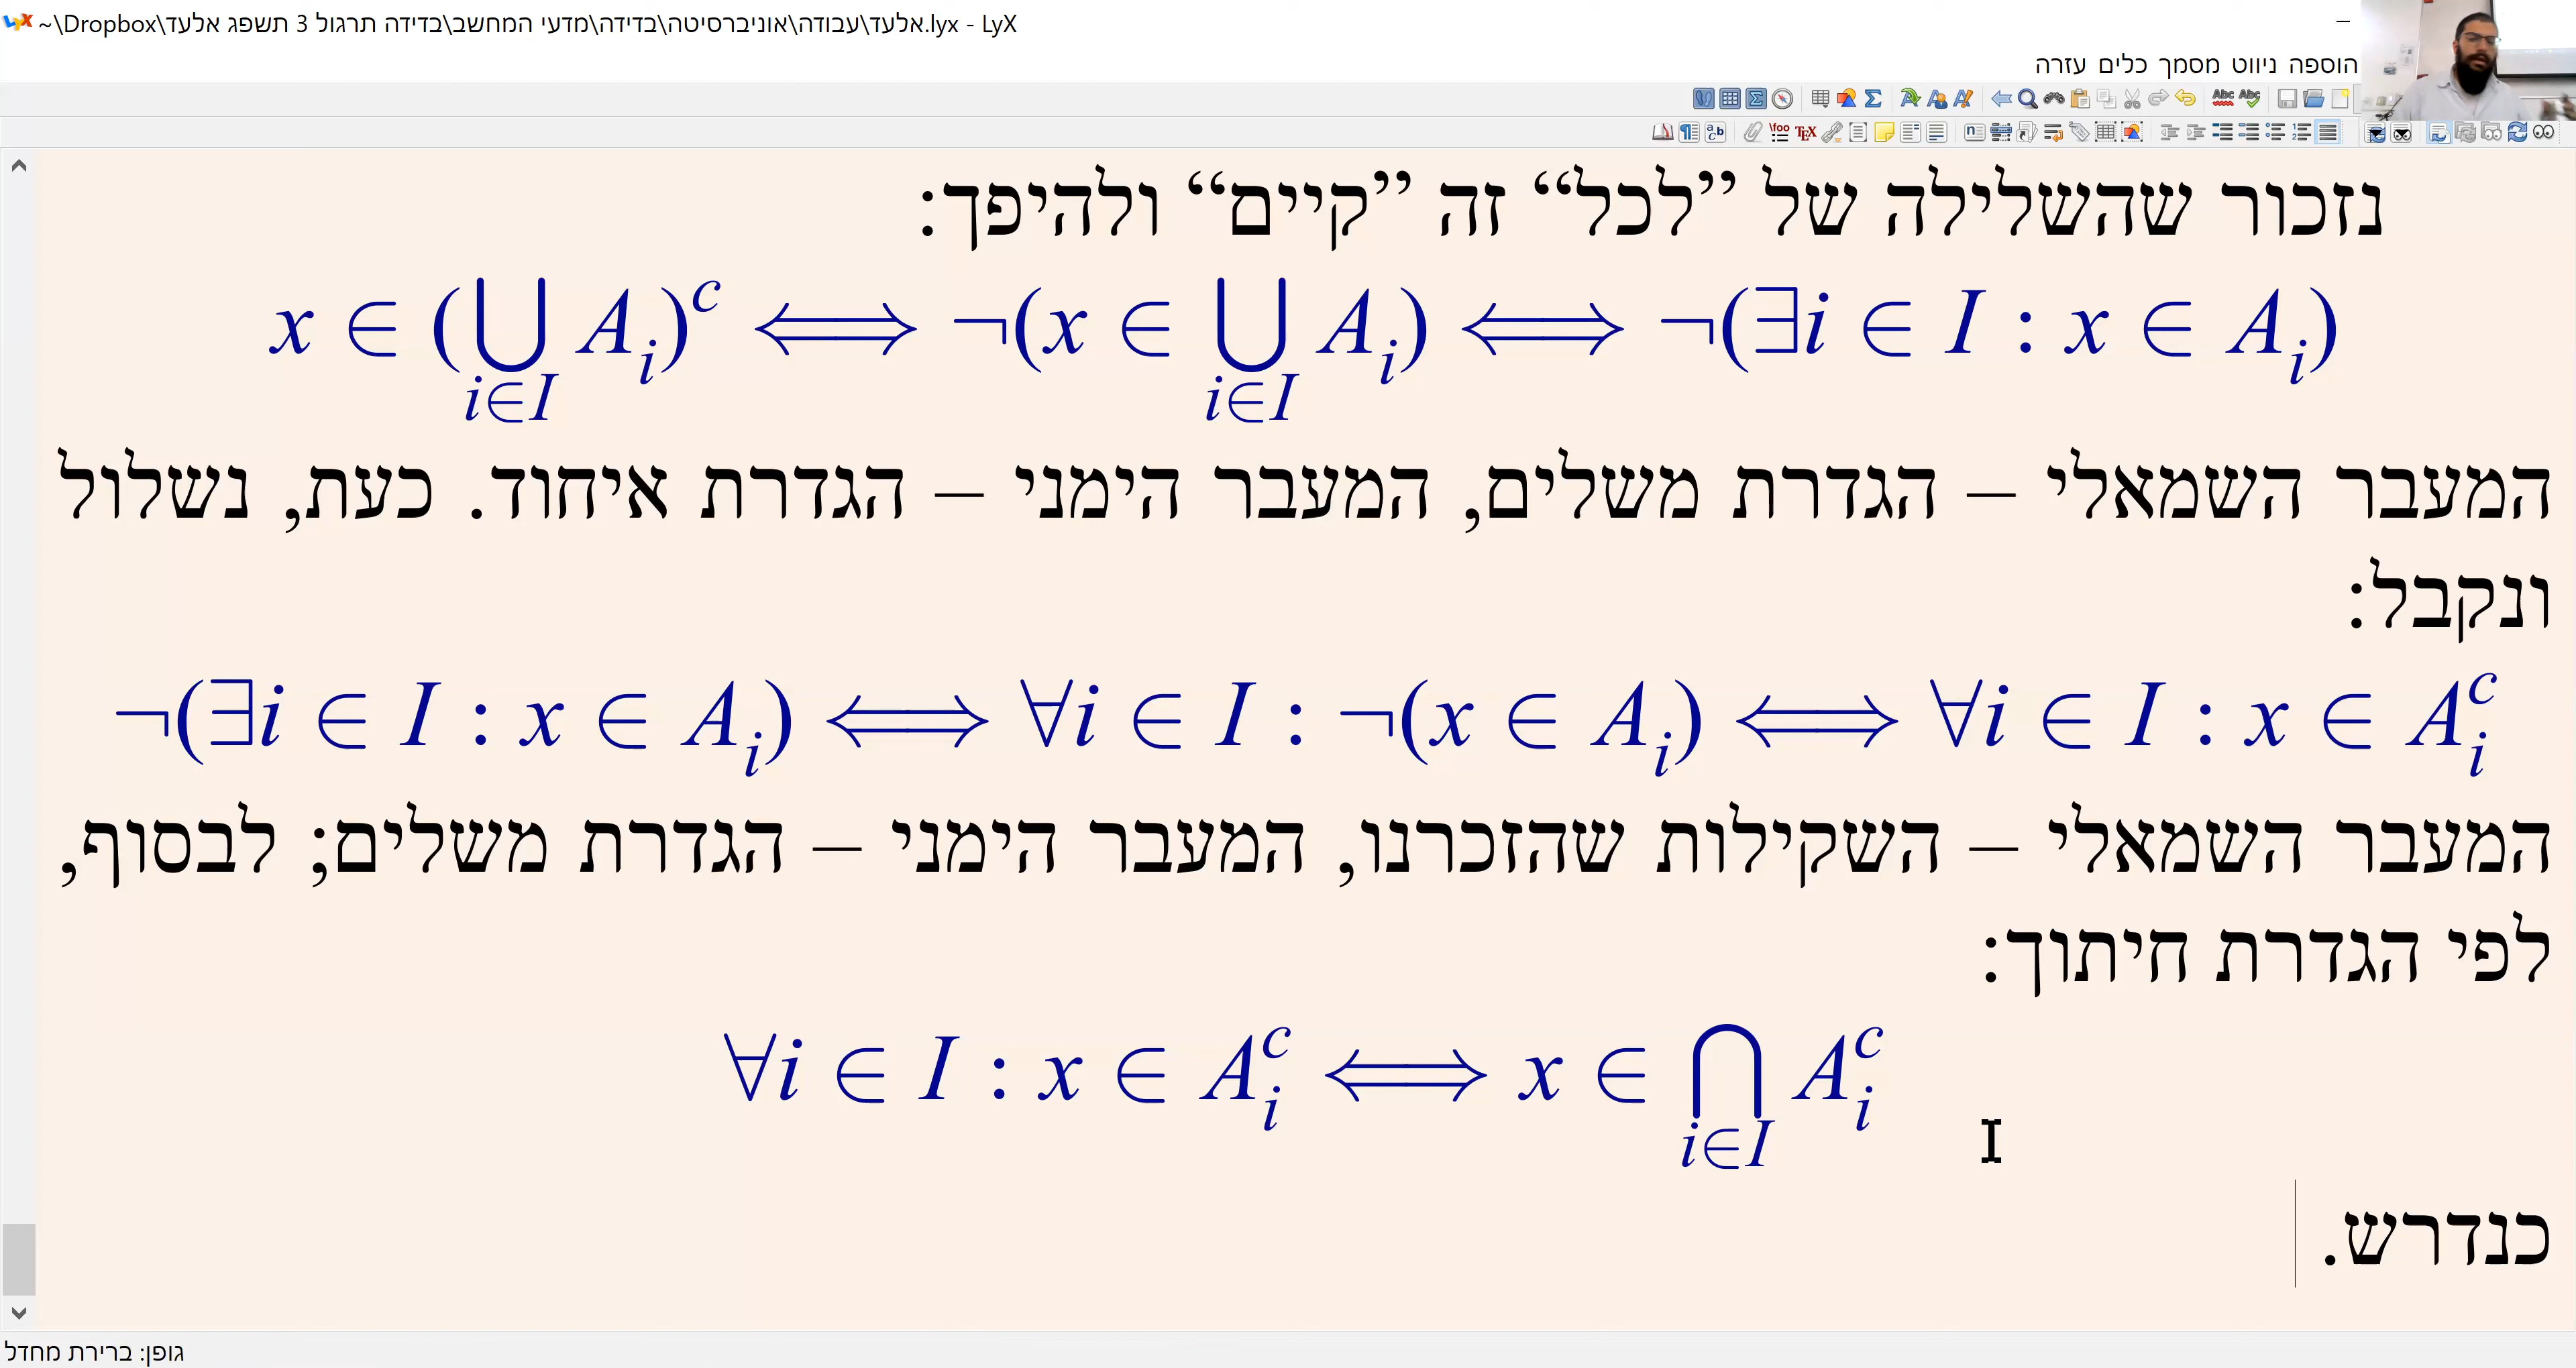 ~\Dropbox\אלעד\עבודה\אוניברסיטה\בדידה\מדעי המחשב\בדידה תרגול 3 תשפג אלעד.lyx - LyX
הוספה ניווט מסמך כלים עזרה
נזכור שהשלילה של ”לכל“ זה ”קיים“ ולהיפך:
x ∈ (⋃_{i∈I} A_i)^c ⟺ ¬(x ∈ ⋃_{i∈I} A_i) ⟺ ¬(∃i ∈ I : x ∈ A_i)
המעבר השמאלי – הגדרת משלים, המעבר הימני – הגדרת איחוד. כעת, נשלול
ונקבל:
¬(∃i ∈ I : x ∈ A_i) ⟺ ∀i ∈ I : ¬(x ∈ A_i) ⟺ ∀i ∈ I : x ∈ A_i^c
המעבר השמאלי – השקילות שהזכרנו, המעבר הימני – הגדרת משלים; לבסוף,
לפי הגדרת חיתוך:
∀i ∈ I : x ∈ A_i^c ⟺ x ∈ ⋂_{i∈I} A_i^c
כנדרש.
גופן: ברירת מחדל